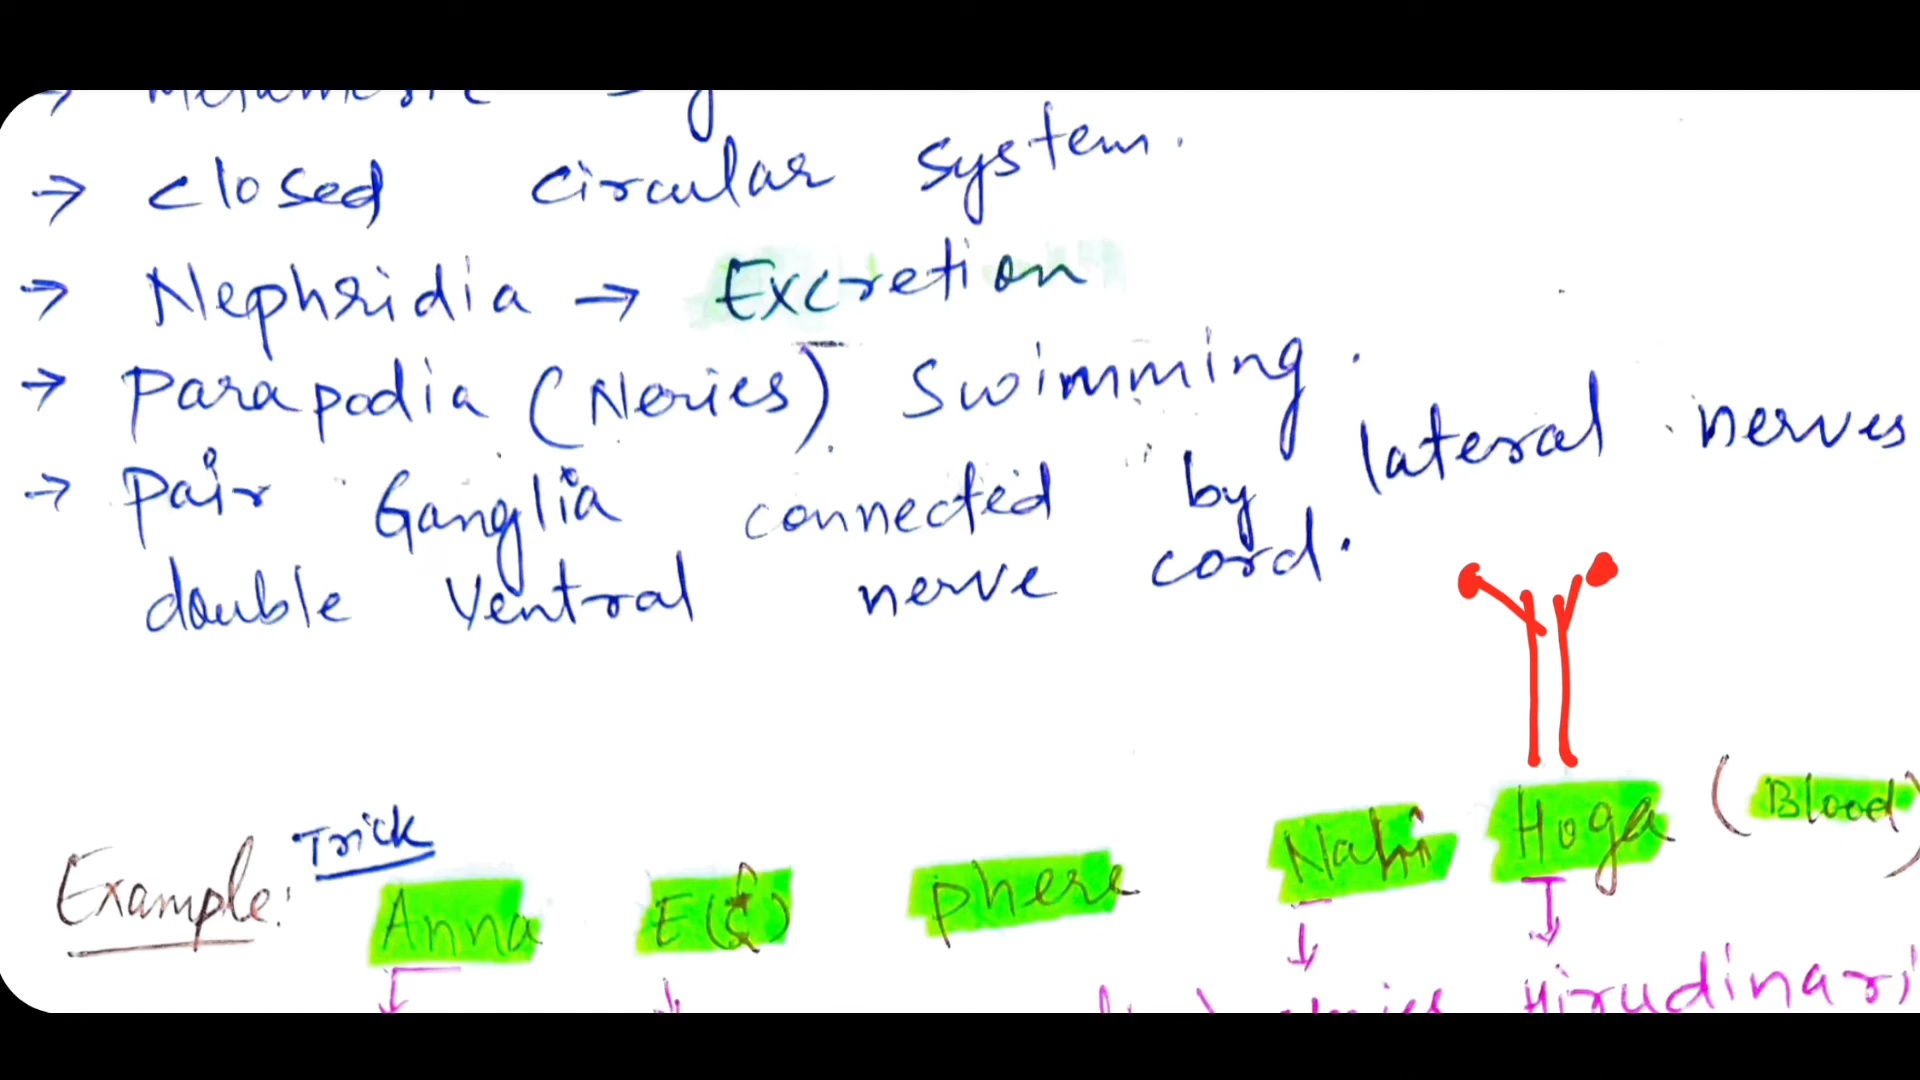 → closed circular system.
→ Nephridia → Excretion
→ Parapodia (Neries) Swimming.
→ Pair Ganglia connected by lateral nerves
double Ventral nerve cord.
Example: Trick
Anna E( phere Nahi Hoga (Blood)
Hirudinari